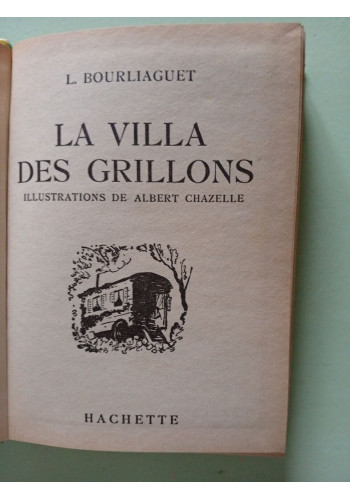 L. BOURLIAGUET
LA VILLA
DES GRILLONS
ILLUSTRATIONS DE ALBERT CHAZELLE
HACHETTE